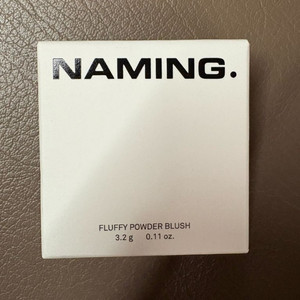 NAMING.
FLUFFY POWDER BLUSH
3.2 g 0.11 oz.